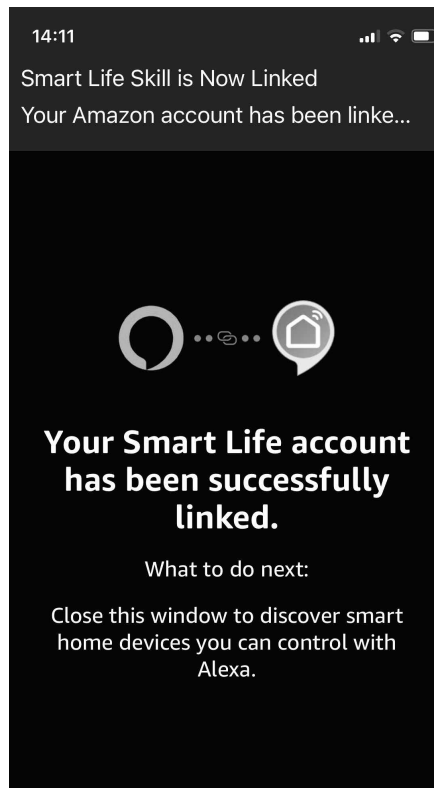 14:11
Smart Life Skill is Now Linked
Your Amazon account has been linke...
Your Smart Life account
has been successfully
linked.
What to do next:
Close this window to discover smart
home devices you can control with
Alexa.